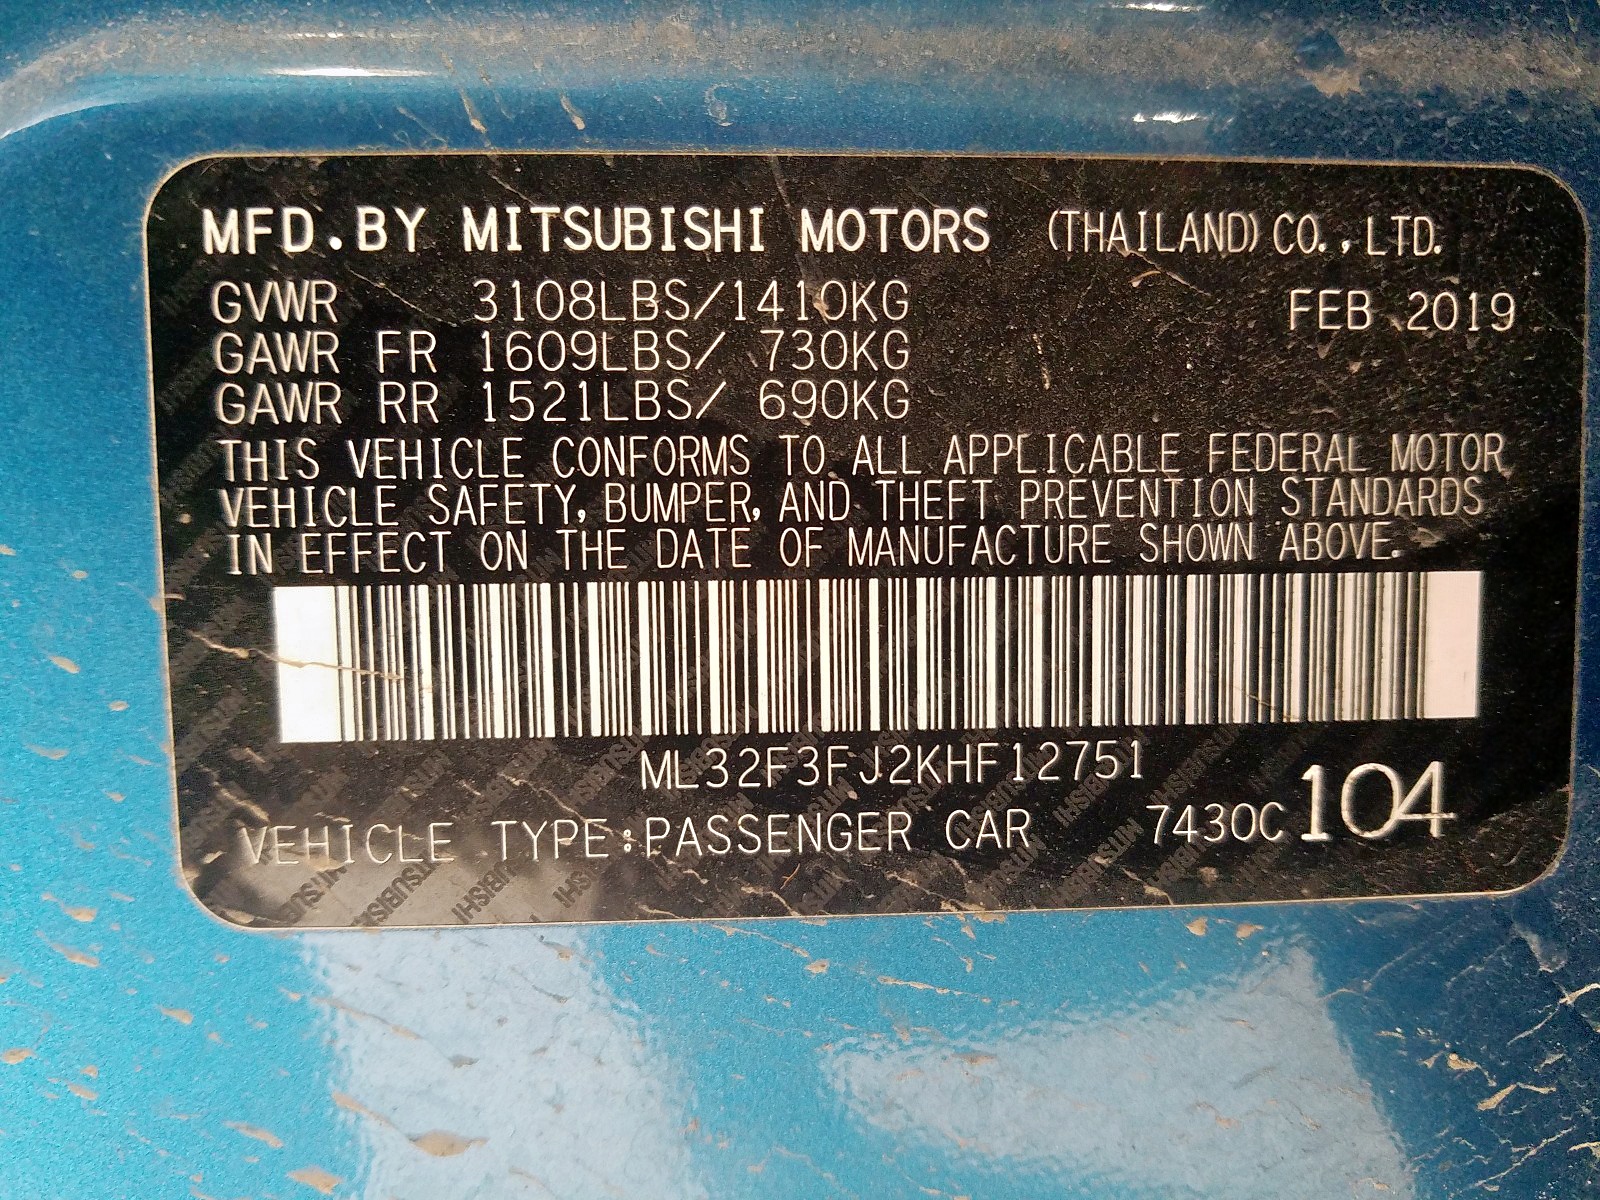 MFD.BY MITSUBISHI MOTORS (THAILAND) CO., LTD.
GVWR 3108LBS/1410KG FEB 2019
GAWR FR 1609LBS/ 730KG
GAWR RR 1521LBS/ 690KG
THIS VEHICLE CONFORMS TO ALL APPLICABLE FEDERAL MOTOR
VEHICLE SAFETY, BUMPER, AND THEFT PREVENTION STANDARDS
IN EFFECT ON THE DATE OF MANUFACTURE SHOWN ABOVE.
ML32F3FJ2KHF12751
VEHICLE TYPE:PASSENGER CAR 7430C 104